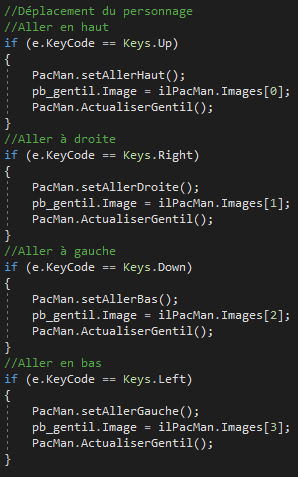 //Déplacement du personnage
//Aller en haut
if (e.KeyCode == Keys.Up)
{
PacMan.setAllerHaut();
pb_gentil.Image = ilPacMan.Images[0];
PacMan.ActualiserGentil();
}
//Aller à droite
if (e.KeyCode == Keys.Right)
{
PacMan.setAllerDroite();
pb_gentil.Image = ilPacMan.Images[1];
PacMan.ActualiserGentil();
}
//Aller à gauche
if (e.KeyCode == Keys.Down)
{
PacMan.setAllerBas();
pb_gentil.Image = ilPacMan.Images[2];
PacMan.ActualiserGentil();
}
//Aller en bas
if (e.KeyCode == Keys.Left)
{
PacMan.setAllerGauche();
pb_gentil.Image = ilPacMan.Images[3];
PacMan.ActualiserGentil();
}